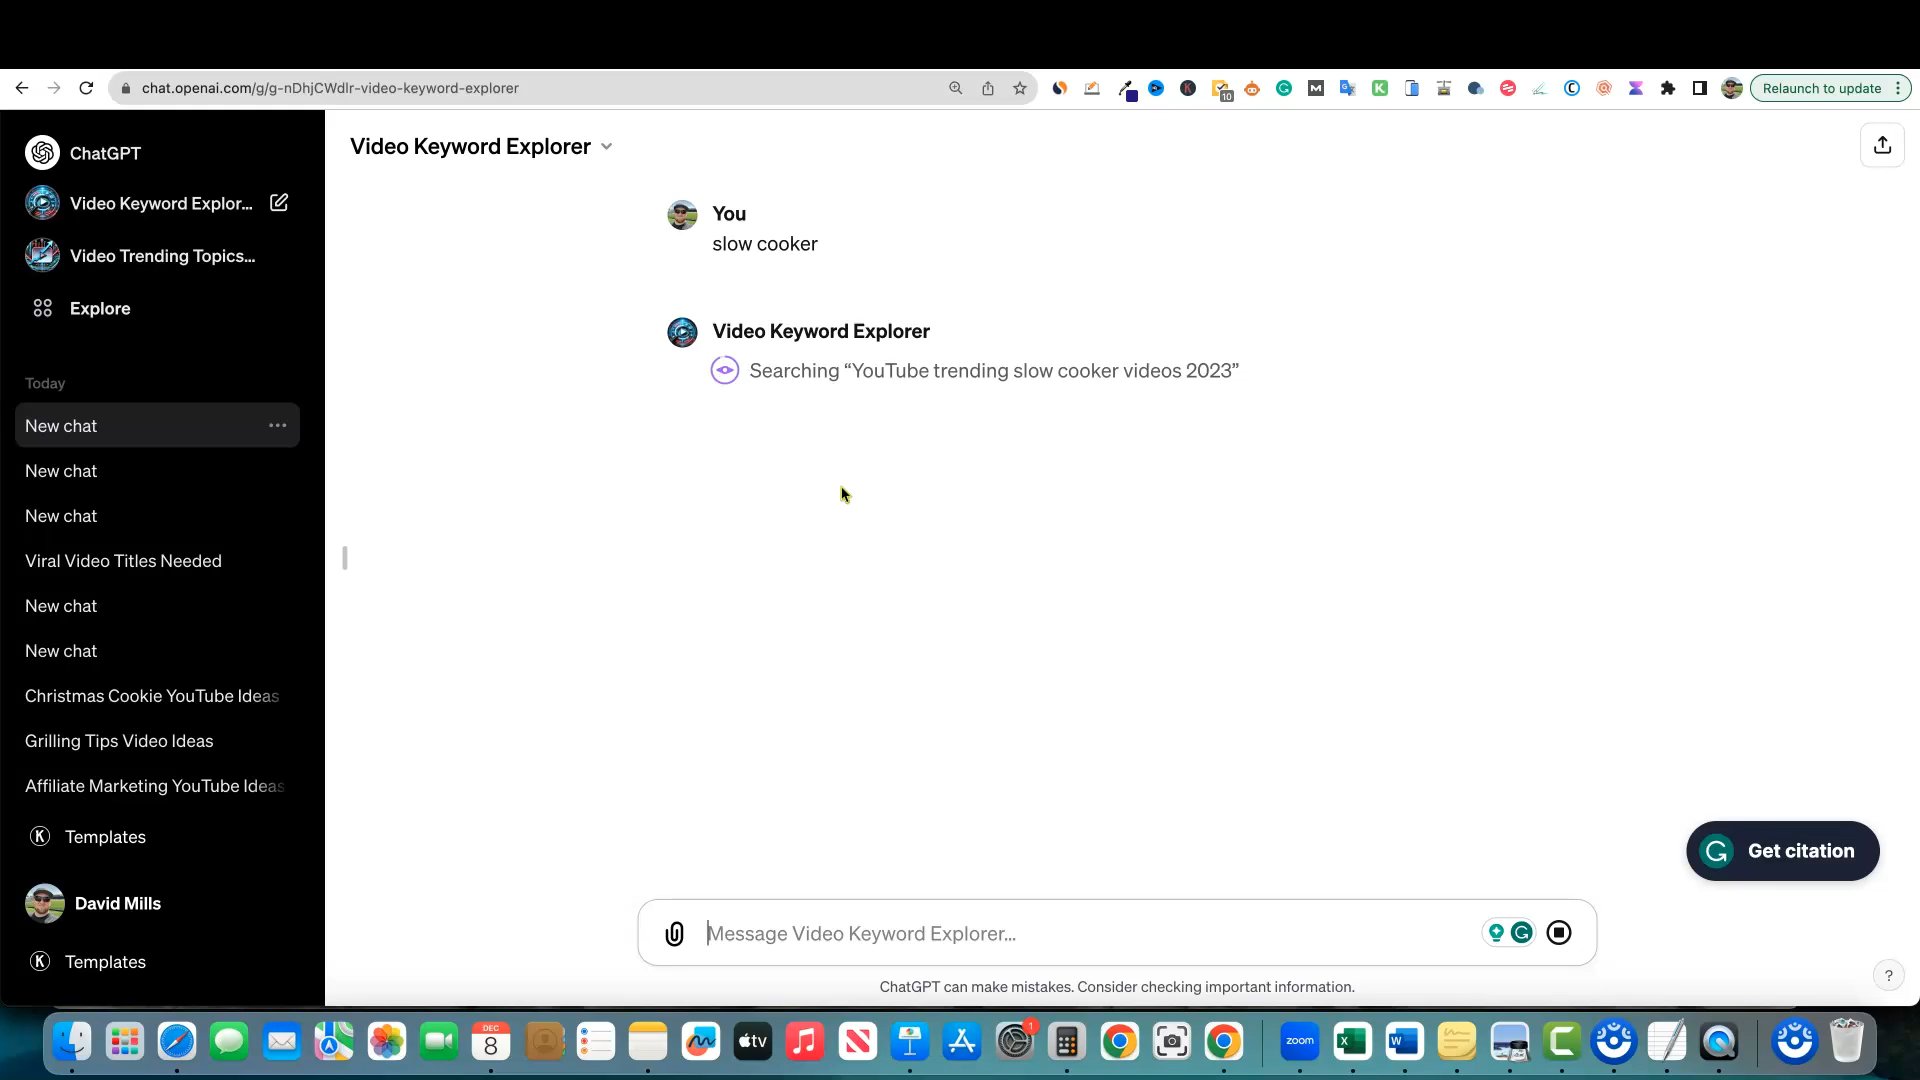 chat.openai.com/g/g-nDhjCWdlr-video-keyword-explorer
10
Relaunch to update
ChatGPT
Video Keyword Explor...
Video Trending Topics...
Explore
Today
New chat
New chat
New chat
Viral Video Titles Needed
New chat
New chat
Christmas Cookie YouTube Ideas
Grilling Tips Video Ideas
Affiliate Marketing YouTube Ideas
Templates
David Mills
Templates
Video Keyword Explorer
You
slow cooker
Video Keyword Explorer
Searching “YouTube trending slow cooker videos 2023”
Get citation
Message Video Keyword Explorer...
ChatGPT can make mistakes. Consider checking important information.
?
DEC
8
tv
1
zoom